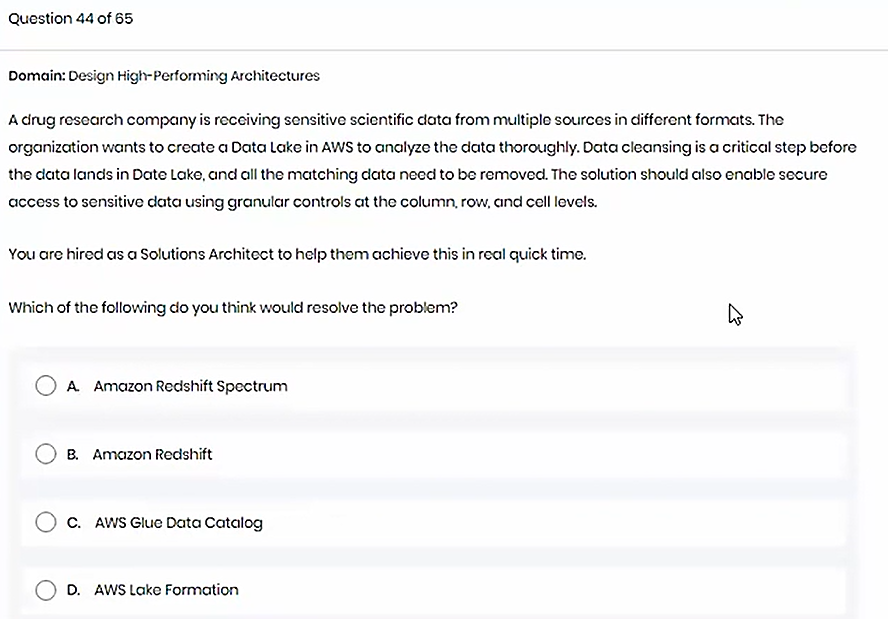 Question 44 of 65
Domain: Design High-Performing Architectures
A drug research company is receiving sensitive scientific data from multiple sources in different formats. The
organization wants to create a Data Lake in AWS to analyze the data thoroughly. Data cleansing is a critical step before
the data lands in Date Lake, and all the matching data need to be removed. The solution should also enable secure
access to sensitive data using granular controls at the column, row, and cell levels.
You are hired as a Solutions Architect to help them achieve this in real quick time.
Which of the following do you think would resolve the problem?
A. Amazon Redshift Spectrum
B. Amazon Redshift
C. AWS Glue Data Catalog
D. AWS Lake Formation